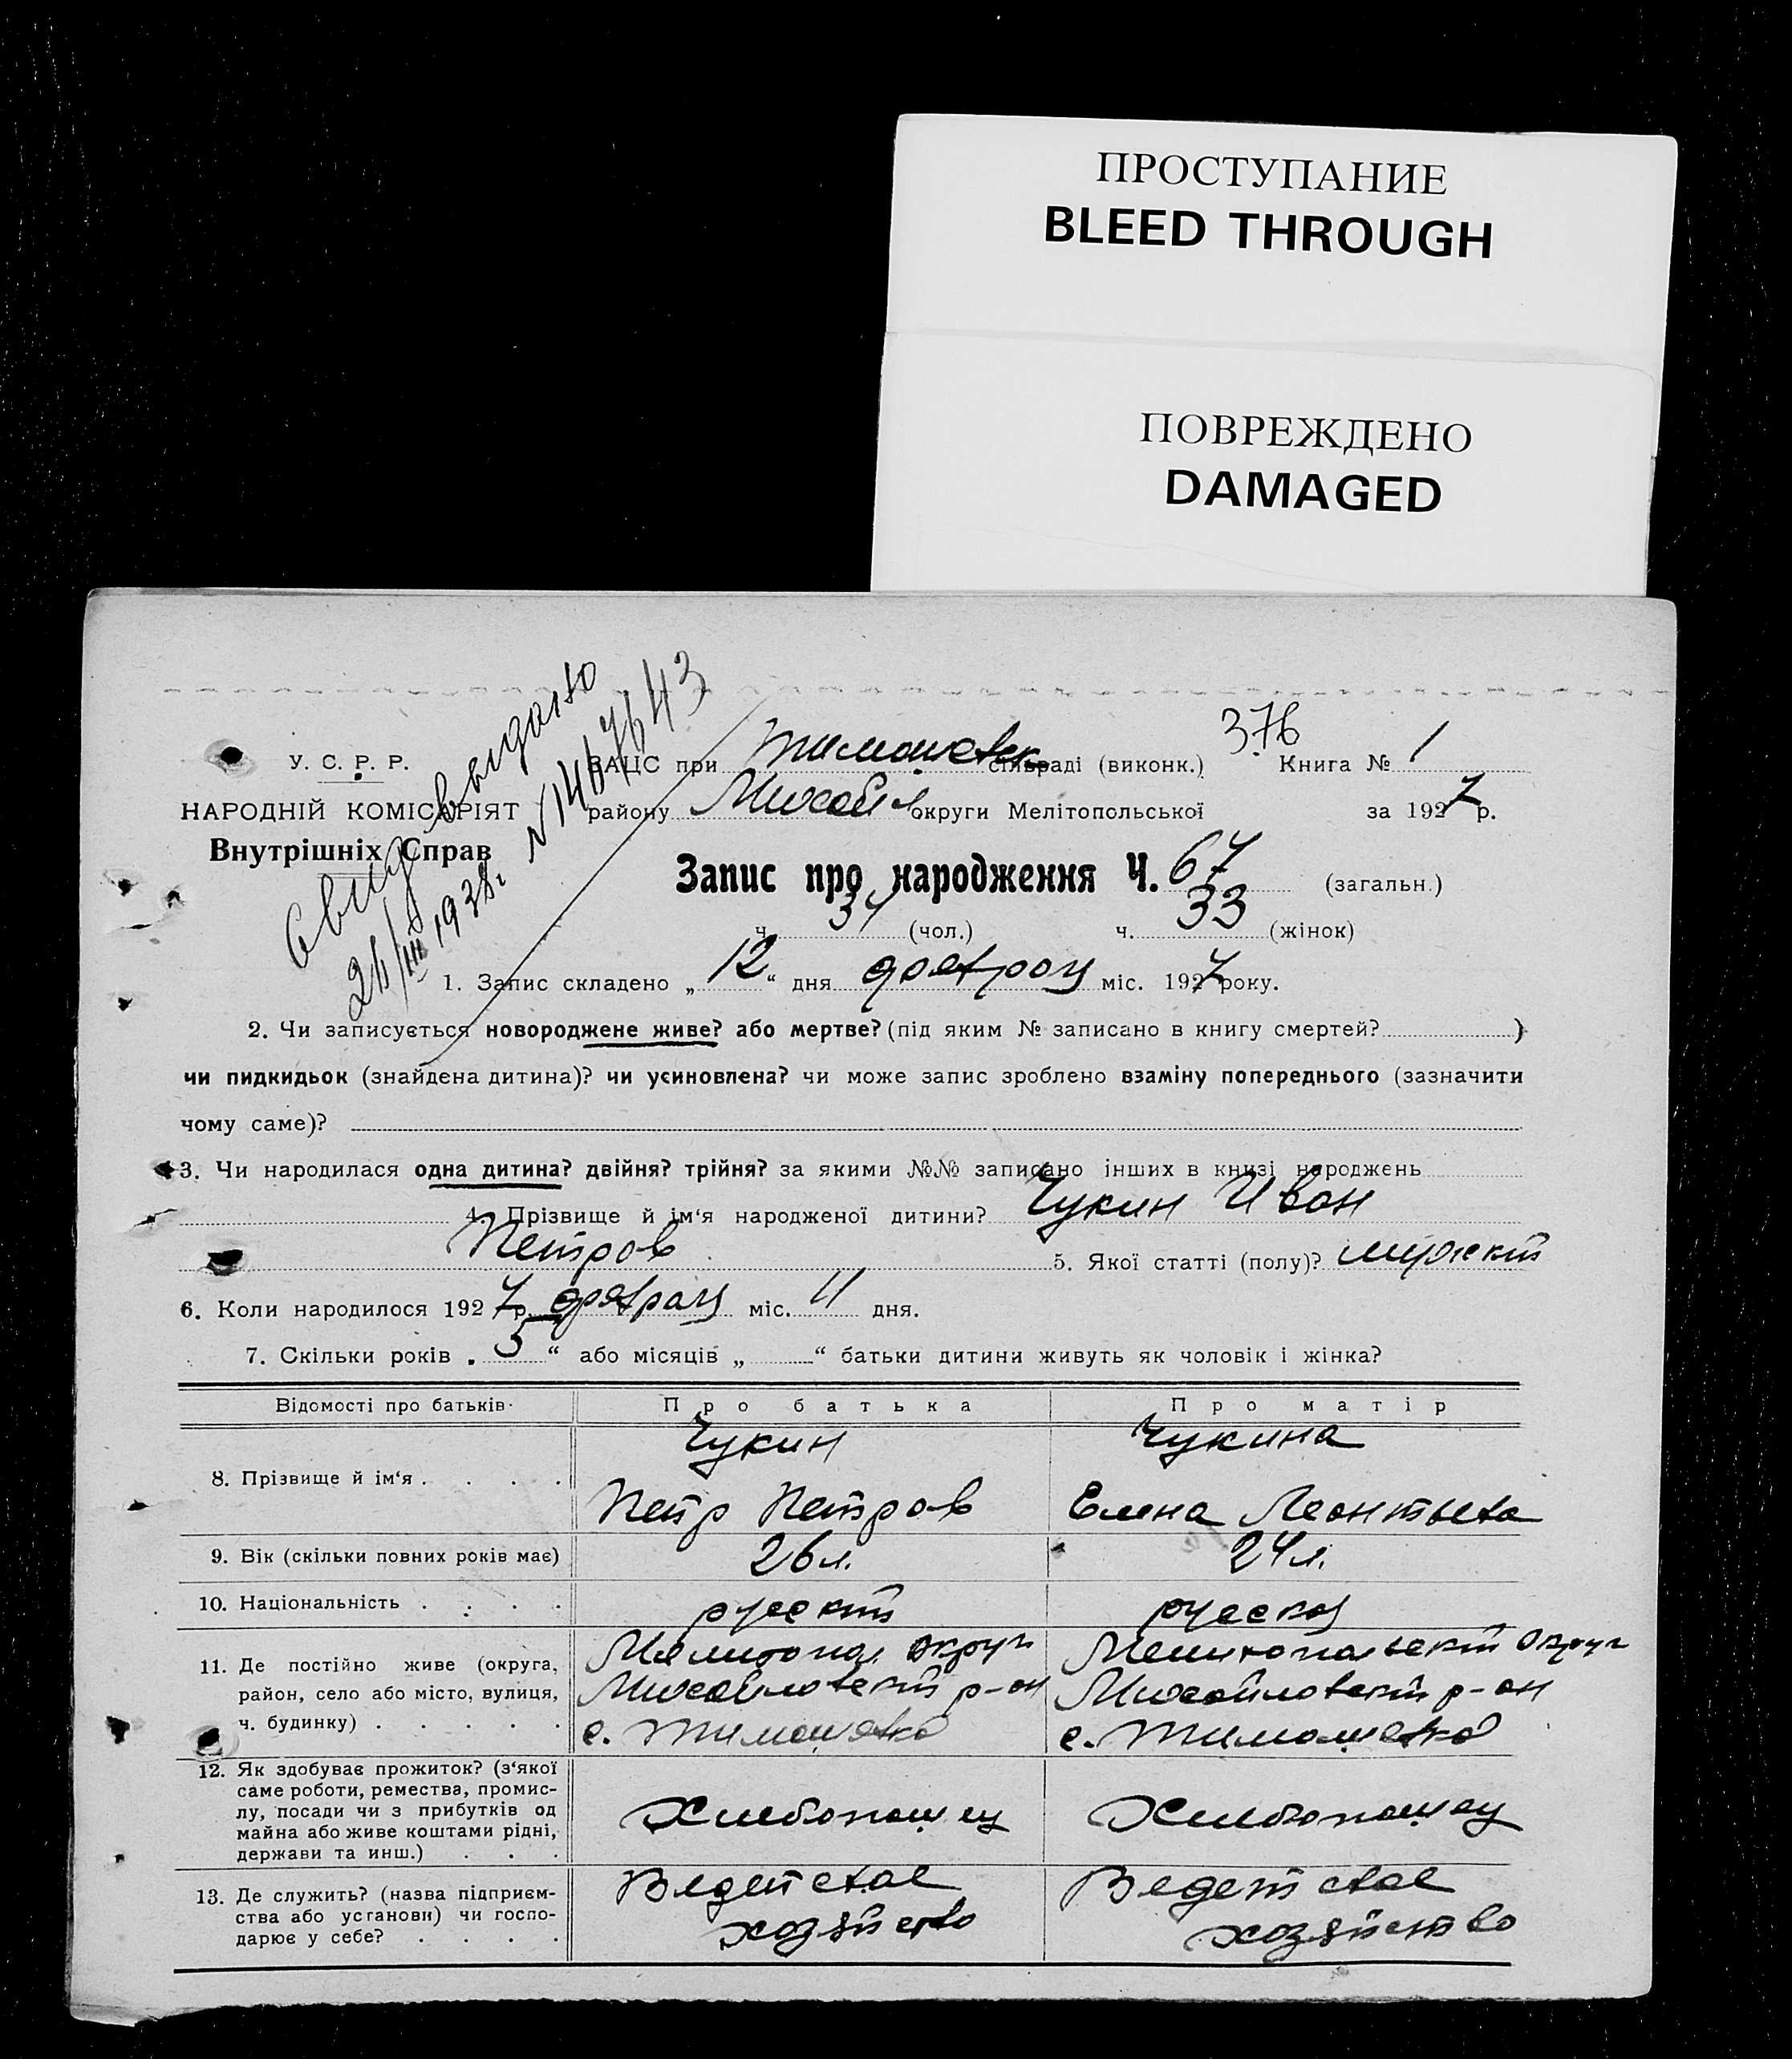 ПРОСТУПАНИЕ
BLEED THROUGH
ПОВРЕЖДЕНО
DAMAGED
Свид выдано
21/III 1938 г
376
У. С. Р. Р.
ЗАЦС при Тимошевск сільраді (виконк.) Книга № 1
НАРОДНІЙ КОМІСАРІЯТ району Михайл округи Мелітопольської за 1927 р.
Внутрішніх Справ
Запис про народження Ч. 67 (загальн.)
ч. 34 (чол.) ч. 33 (жінок)
1. Запис складено „12“ дня февраля міс. 1927 року.
2. Чи записується новороджене живе? або мертве? (під яким № записано в книгу смертей? )
чи пидкидьок (знайдена дитина)? чи усиновлена? чи може запис зроблено взаміну попереднього (зазначити
чому саме)?
3. Чи народилася одна дитина? двійня? трійня? за якими №№ записано інших в книзі народжень
4. Прізвище й ім‘я народженої дитини? Чукин Иван
Петров 5. Якої статті (полу)? мужской
6. Коли народилося 1927 р. февраля міс. 11 дня.
7. Скільки років „5“ або місяців „ “ батьки дитини живуть як чоловік і жінка?
Відомості про батьків Про батька Про матір
Чукин Чукина
8. Прізвище й ім‘я
Петр Петров Елена Леонтьева
9. Вік (скільки повних років має) 26 л. 24 л.
10. Національність русский русская
11. Де постійно живе (округа, Мелитопол. округ Мелитопольский округ
район, село або місто, вулиця, Михайловский р-он Михайловский р-он
ч. будинку) с. Тимошевка с. Тимошевка
12. Як здобуває прожиток? (з‘якої
саме роботи, ремества, промис-
лу, посади чи з прибутків од Хлебопашец Хлебопашец
майна або живе коштами рідні,
держави та инш.)
13. Де служить? (назва підприєм- Ведет свое Ведет свое
ства або установи) чи госпо- хозяйство хозяйство
дарює у себе?